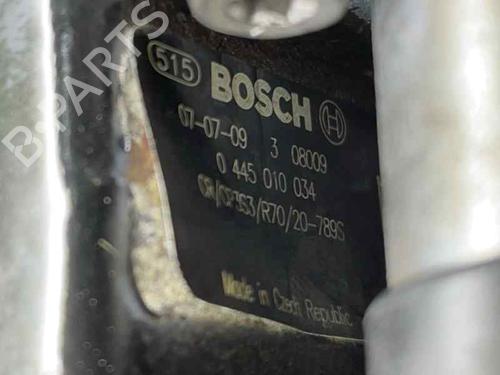 B-PARTS
515 BOSCH
07-07-09 3 08009
0 445 010 034
CR/CP3S3/R70/20-789S
Made in Czech Republic